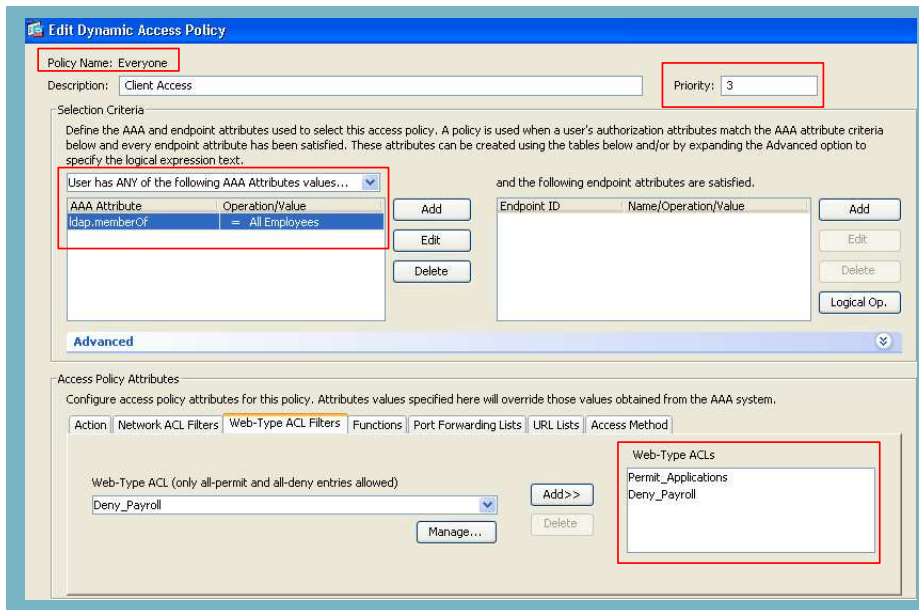 Edit Dynamic Access Policy
Policy Name: Everyone
Description: Client Access
Priority: 3
Selection Criteria
Define the AAA and endpoint attributes used to select this access policy. A policy is used when a user's authorization attributes match the AAA attribute criteria
below and every endpoint attribute has been satisfied. These attributes can be created using the tables below and/or by expanding the Advanced option to
specify the logical expression text.
User has ANY of the following AAA Attributes values...
and the following endpoint attributes are satisfied.
AAA Attribute Operation/Value
ldap.memberOf = All Employees
Add
Edit
Delete
Endpoint ID Name/Operation/Value
Add
Edit
Delete
Logical Op.
Advanced
Access Policy Attributes
Configure access policy attributes for this policy. Attributes values specified here will override those values obtained from the AAA system.
Action Network ACL Filters Web-Type ACL Filters Functions Port Forwarding Lists URL Lists Access Method
Web-Type ACL (only all-permit and all-deny entries allowed)
Deny_Payroll
Manage...
Add>>
Delete
Web-Type ACLs
Permit_Applications
Deny_Payroll